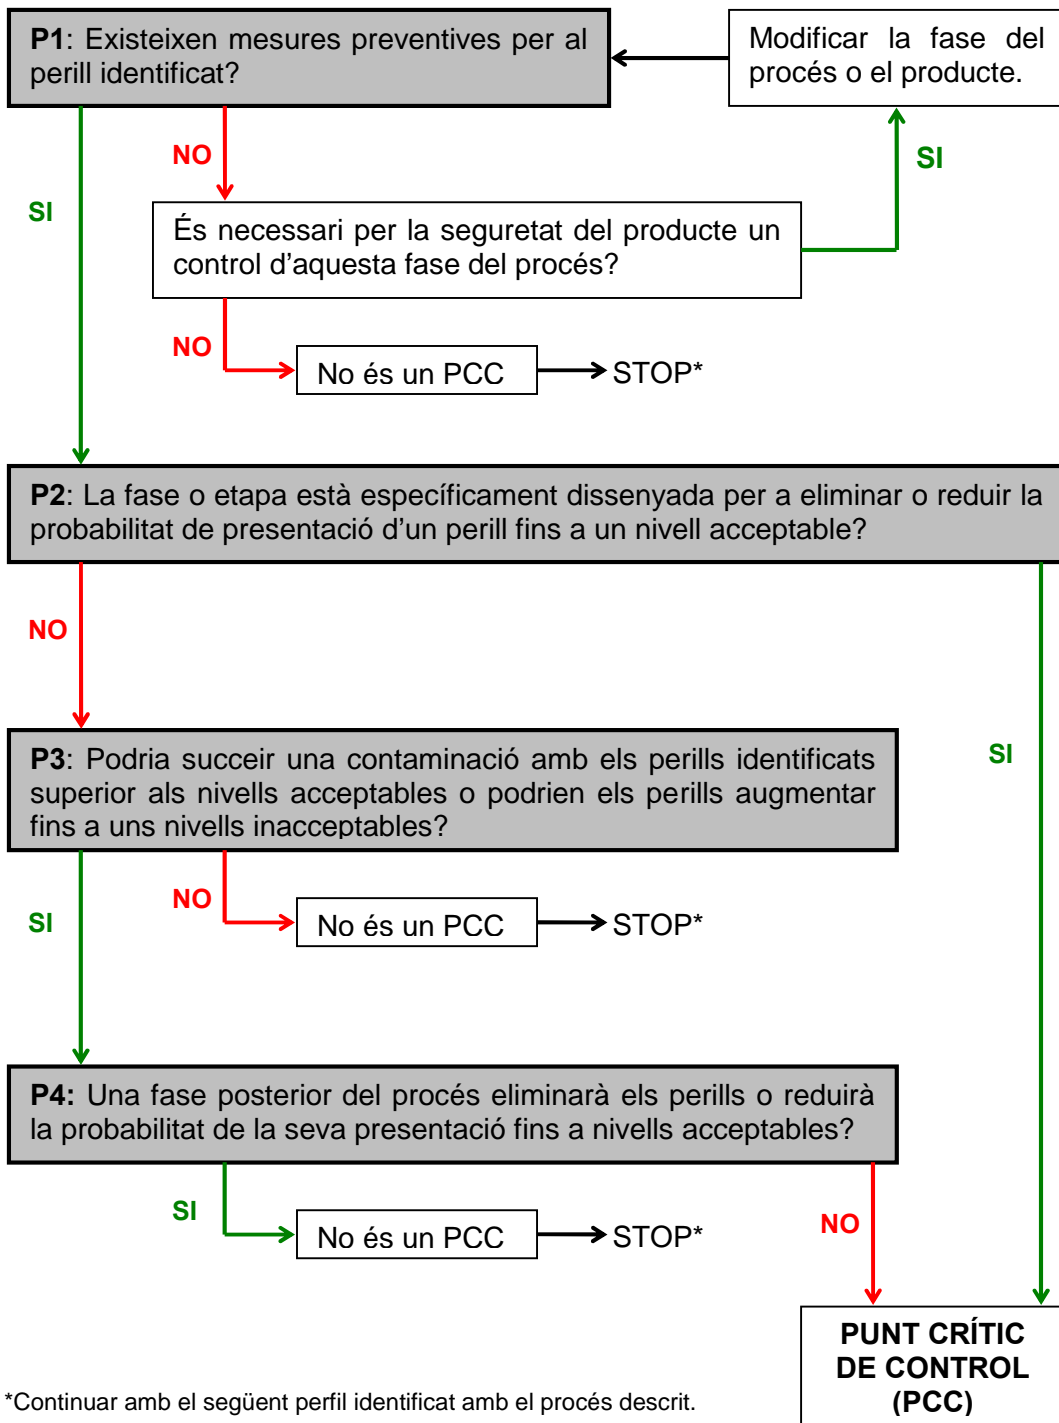 P1: Existeixen mesures preventives per al
perill identificat?
Modificar la fase del
procés o el producte.
NO
SI
SI
És necessari per la seguretat del producte un
control d’aquesta fase del procés?
NO
No és un PCC
STOP*
P2: La fase o etapa està específicament dissenyada per a eliminar o reduir la
probabilitat de presentació d’un perill fins a un nivell acceptable?
NO
SI
P3: Podria succeir una contaminació amb els perills identificats
superior als nivells acceptables o podrien els perills augmentar
fins a uns nivells inacceptables?
NO
SI
No és un PCC
STOP*
P4: Una fase posterior del procés eliminarà els perills o reduirà
la probabilitat de la seva presentació fins a nivells acceptables?
SI
No és un PCC
STOP*
NO
PUNT CRÍTIC
DE CONTROL
(PCC)
*Continuar amb el següent perfil identificat amb el procés descrit.